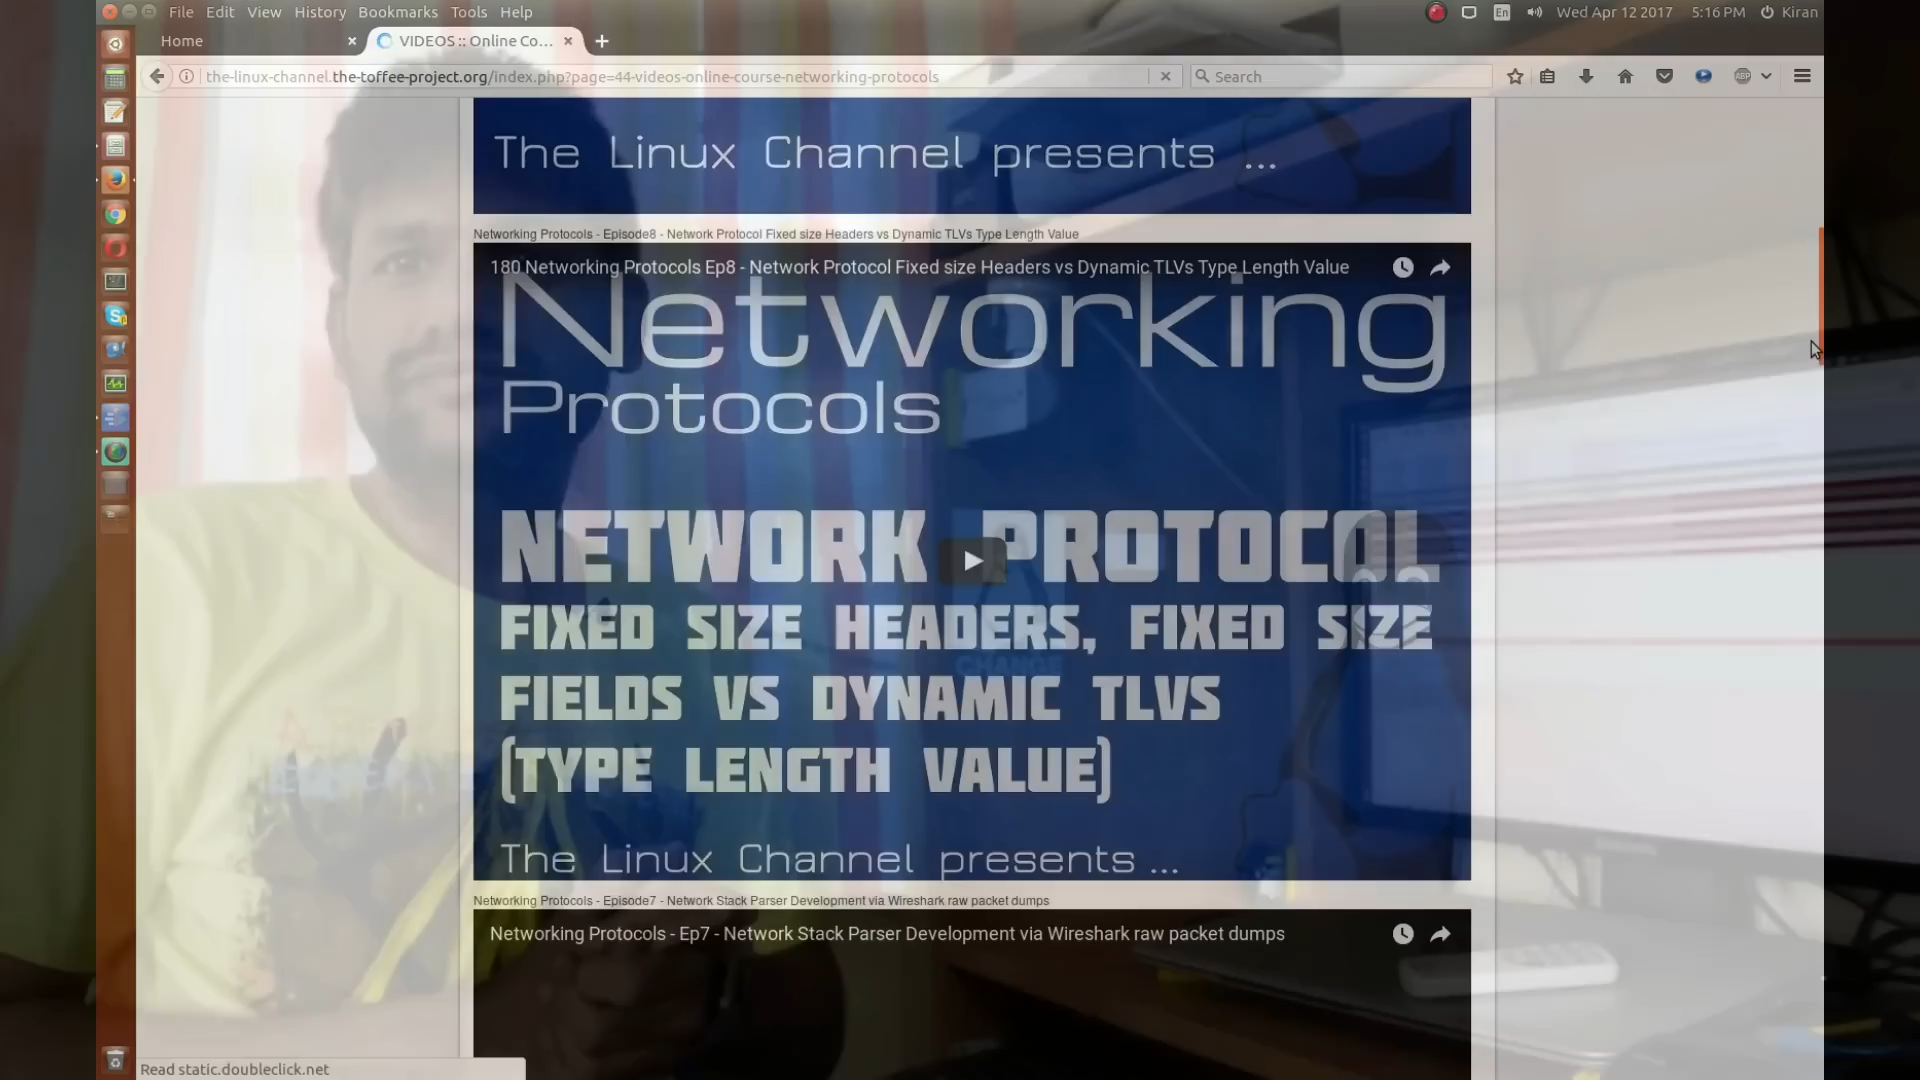 File Edit View History Bookmarks Tools Help
En
Wed Apr 12 2017 5:16 PM Kiran
Home
VIDEOS :: Online Co...
the-linux-channel.the-toffee-project.org/index.php?page=44-videos-online-course-networking-protocols
Search
ABP
The Linux Channel presents ...
Networking Protocols - Episode8 - Network Protocol Fixed size Headers vs Dynamic TLVs Type Length Value
180 Networking Protocols Ep8 - Network Protocol Fixed size Headers vs Dynamic TLVs Type Length Value
Networking
Protocols
NETWORK PROTOCOL
FIXED SIZE HEADERS, FIXED SIZE
FIELDS VS DYNAMIC TLVS
(TYPE LENGTH VALUE)
CHANGE
The Linux Channel presents ...
Networking Protocols - Episode7 - Network Stack Parser Development via Wireshark raw packet dumps
Networking Protocols - Ep7 - Network Stack Parser Development via Wireshark raw packet dumps
Read static.doubleclick.net